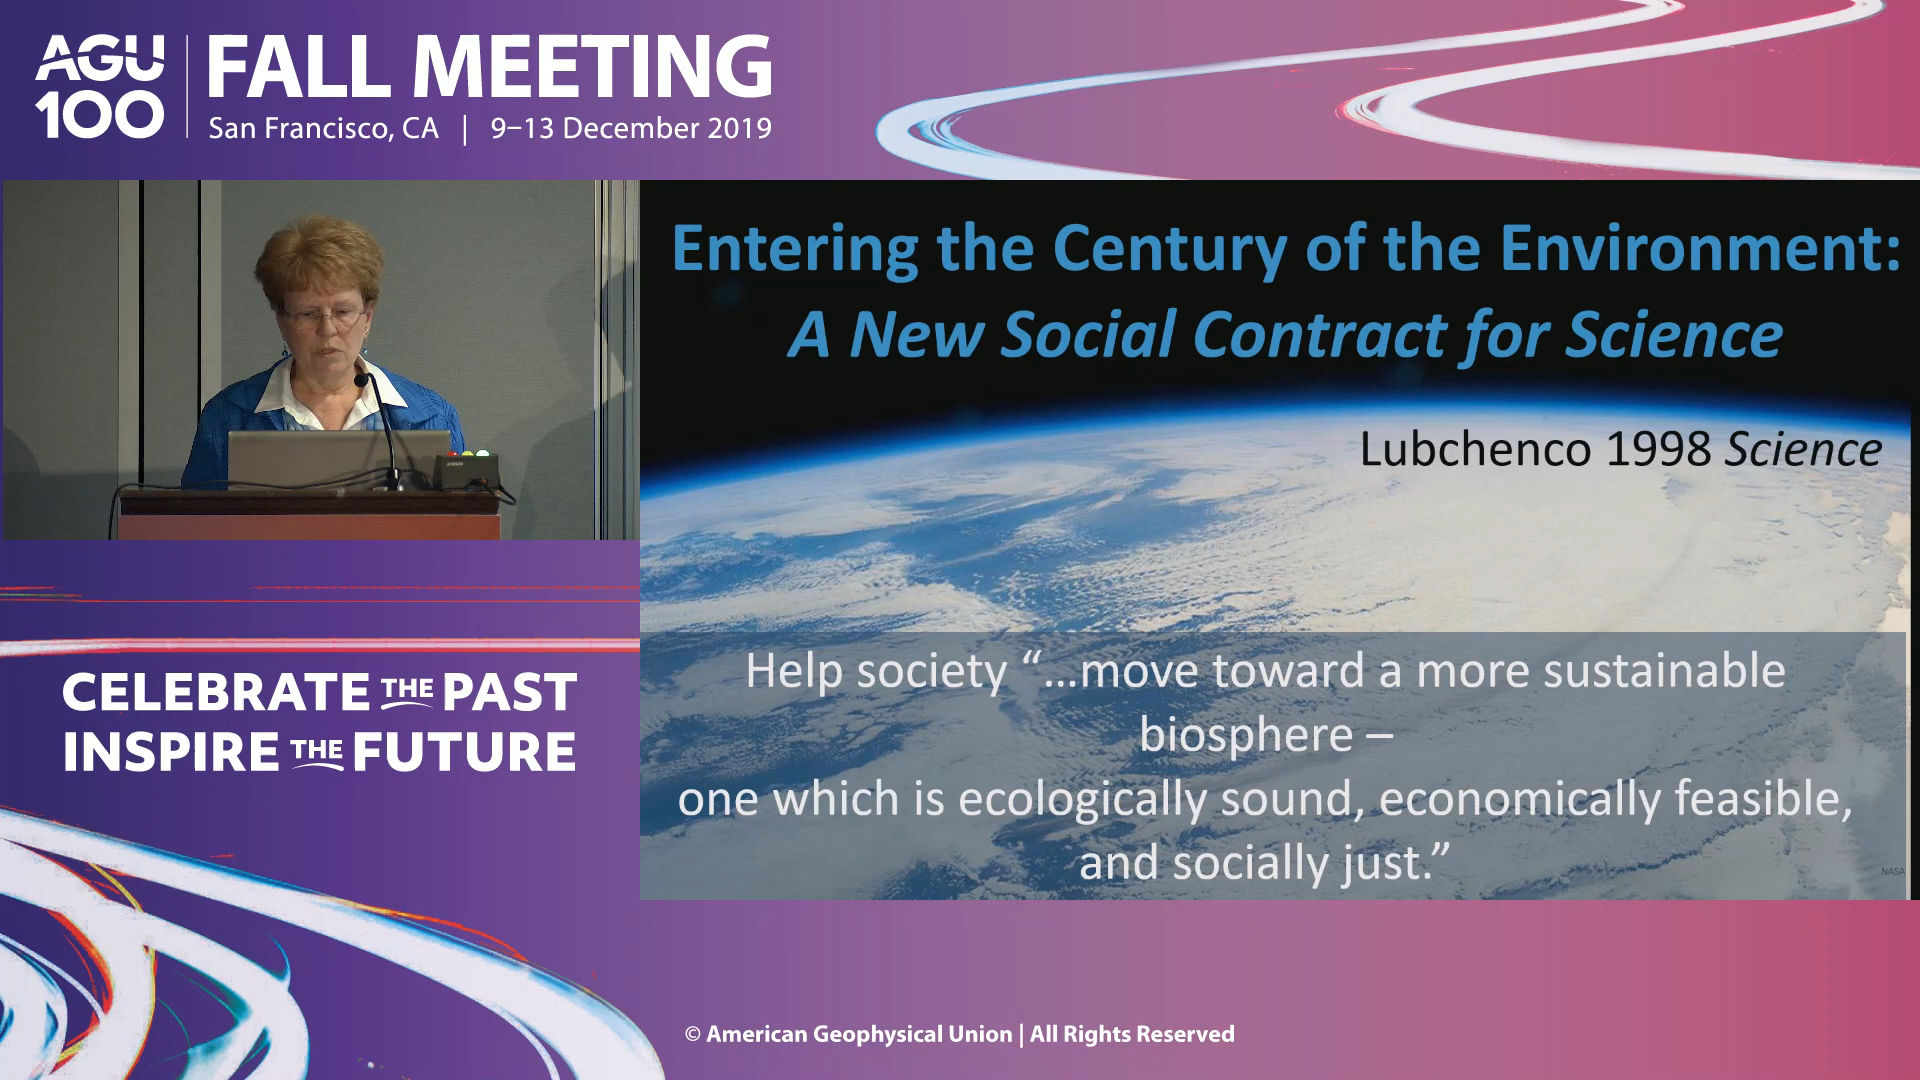 AGU
100
FALL MEETING
San Francisco, CA | 9–13 December 2019
Entering the Century of the Environment:
A New Social Contract for Science
Lubchenco 1998 Science
Help society “...move toward a more sustainable
biosphere –
one which is ecologically sound, economically feasible,
and socially just.”
NASA
CELEBRATE THE PAST
INSPIRE THE FUTURE
© American Geophysical Union | All Rights Reserved